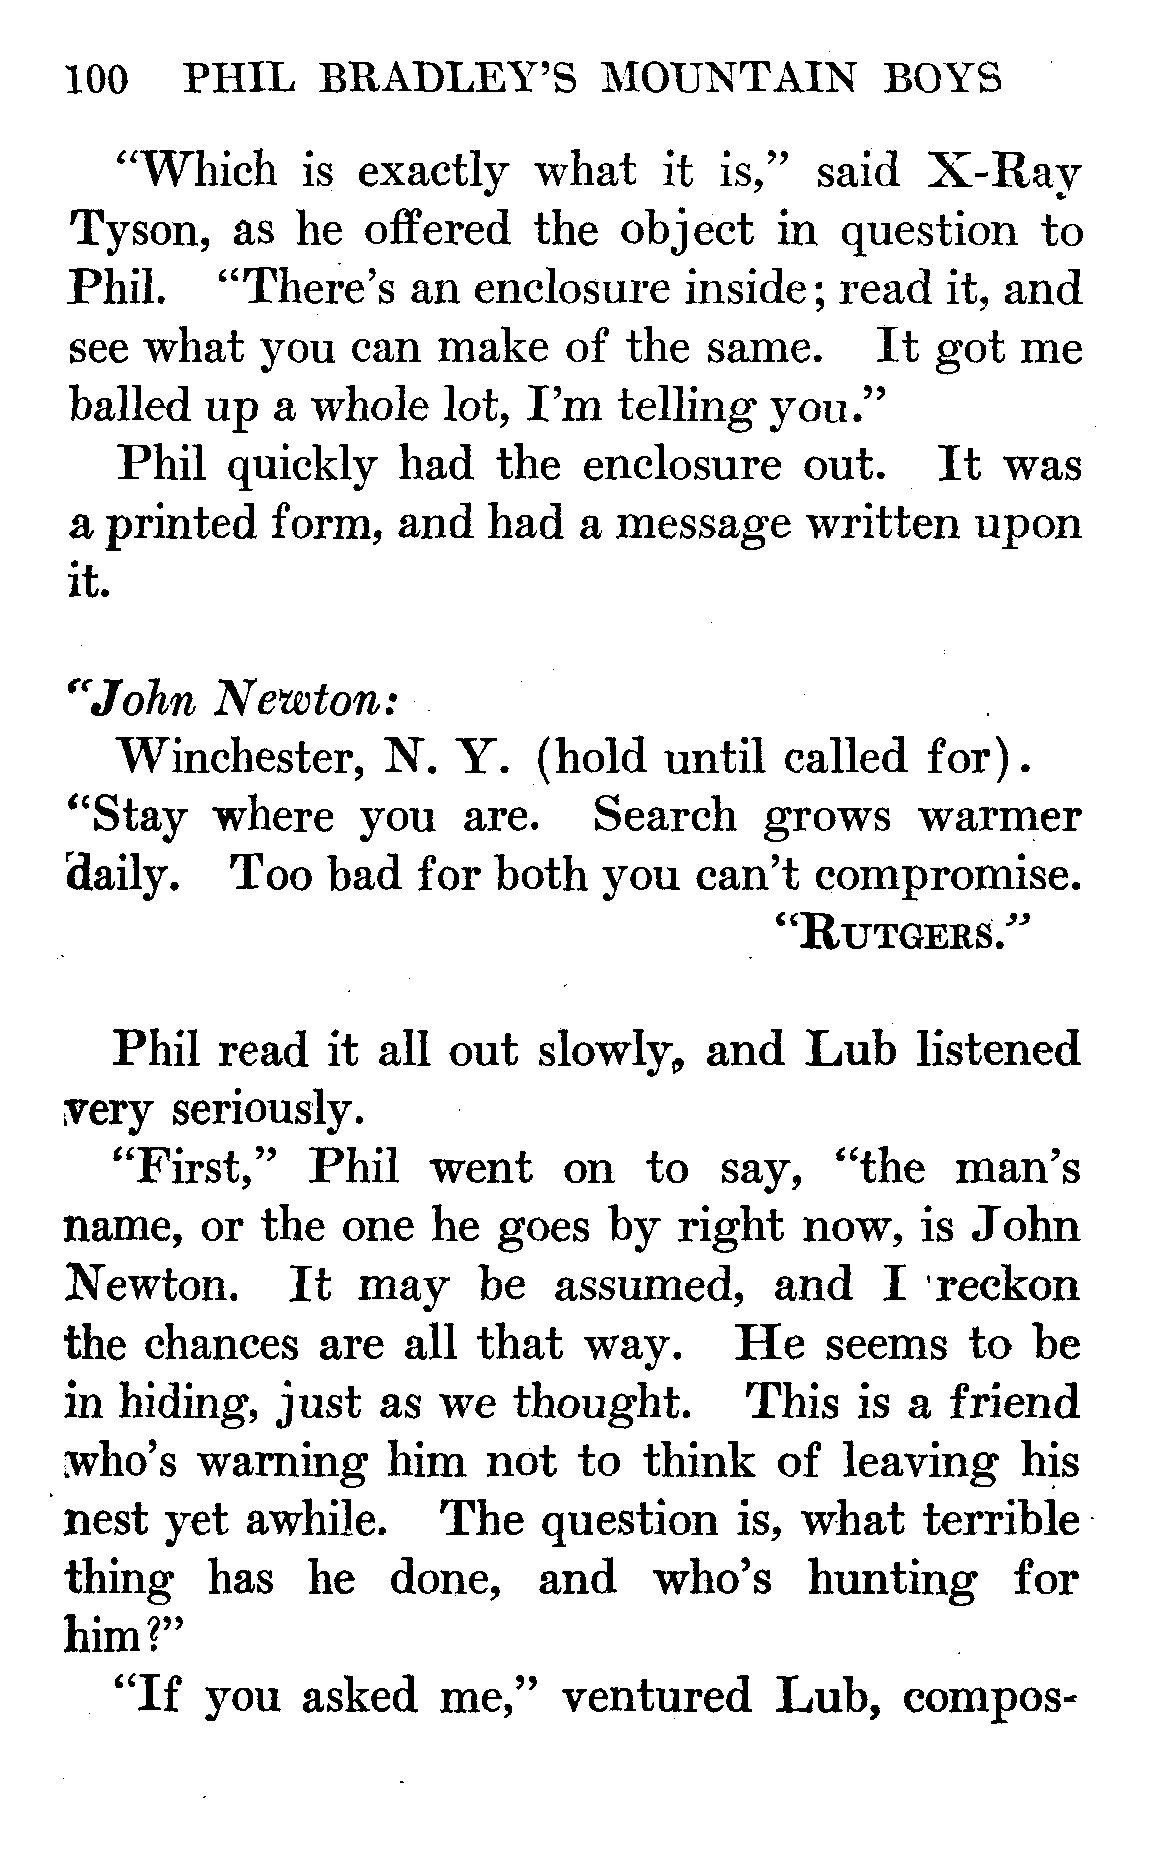 100 PHIL BRADLEY'S MOUNTAIN BOYS
"Which is exactly what it is," said X-Ray
Tyson, as he offered the object in question to
Phil. "There's an enclosure inside; read it, and
see what you can make of the same. It got me
balled up a whole lot, I'm telling you."
Phil quickly had the enclosure out. It was
a printed form, and had a message written upon
it.
"John Newton:
Winchester, N. Y. (hold until called for).
"Stay where you are. Search grows warmer
daily. Too bad for both you can't compromise.
"RUTGERS."
Phil read it all out slowly, and Lub listened
very seriously.
"First," Phil went on to say, "the man's
name, or the one he goes by right now, is John
Newton. It may be assumed, and I reckon
the chances are all that way. He seems to be
in hiding, just as we thought. This is a friend
who's warning him not to think of leaving his
nest yet awhile. The question is, what terrible
thing has he done, and who's hunting for
him?"
"If you asked me," ventured Lub, compos-